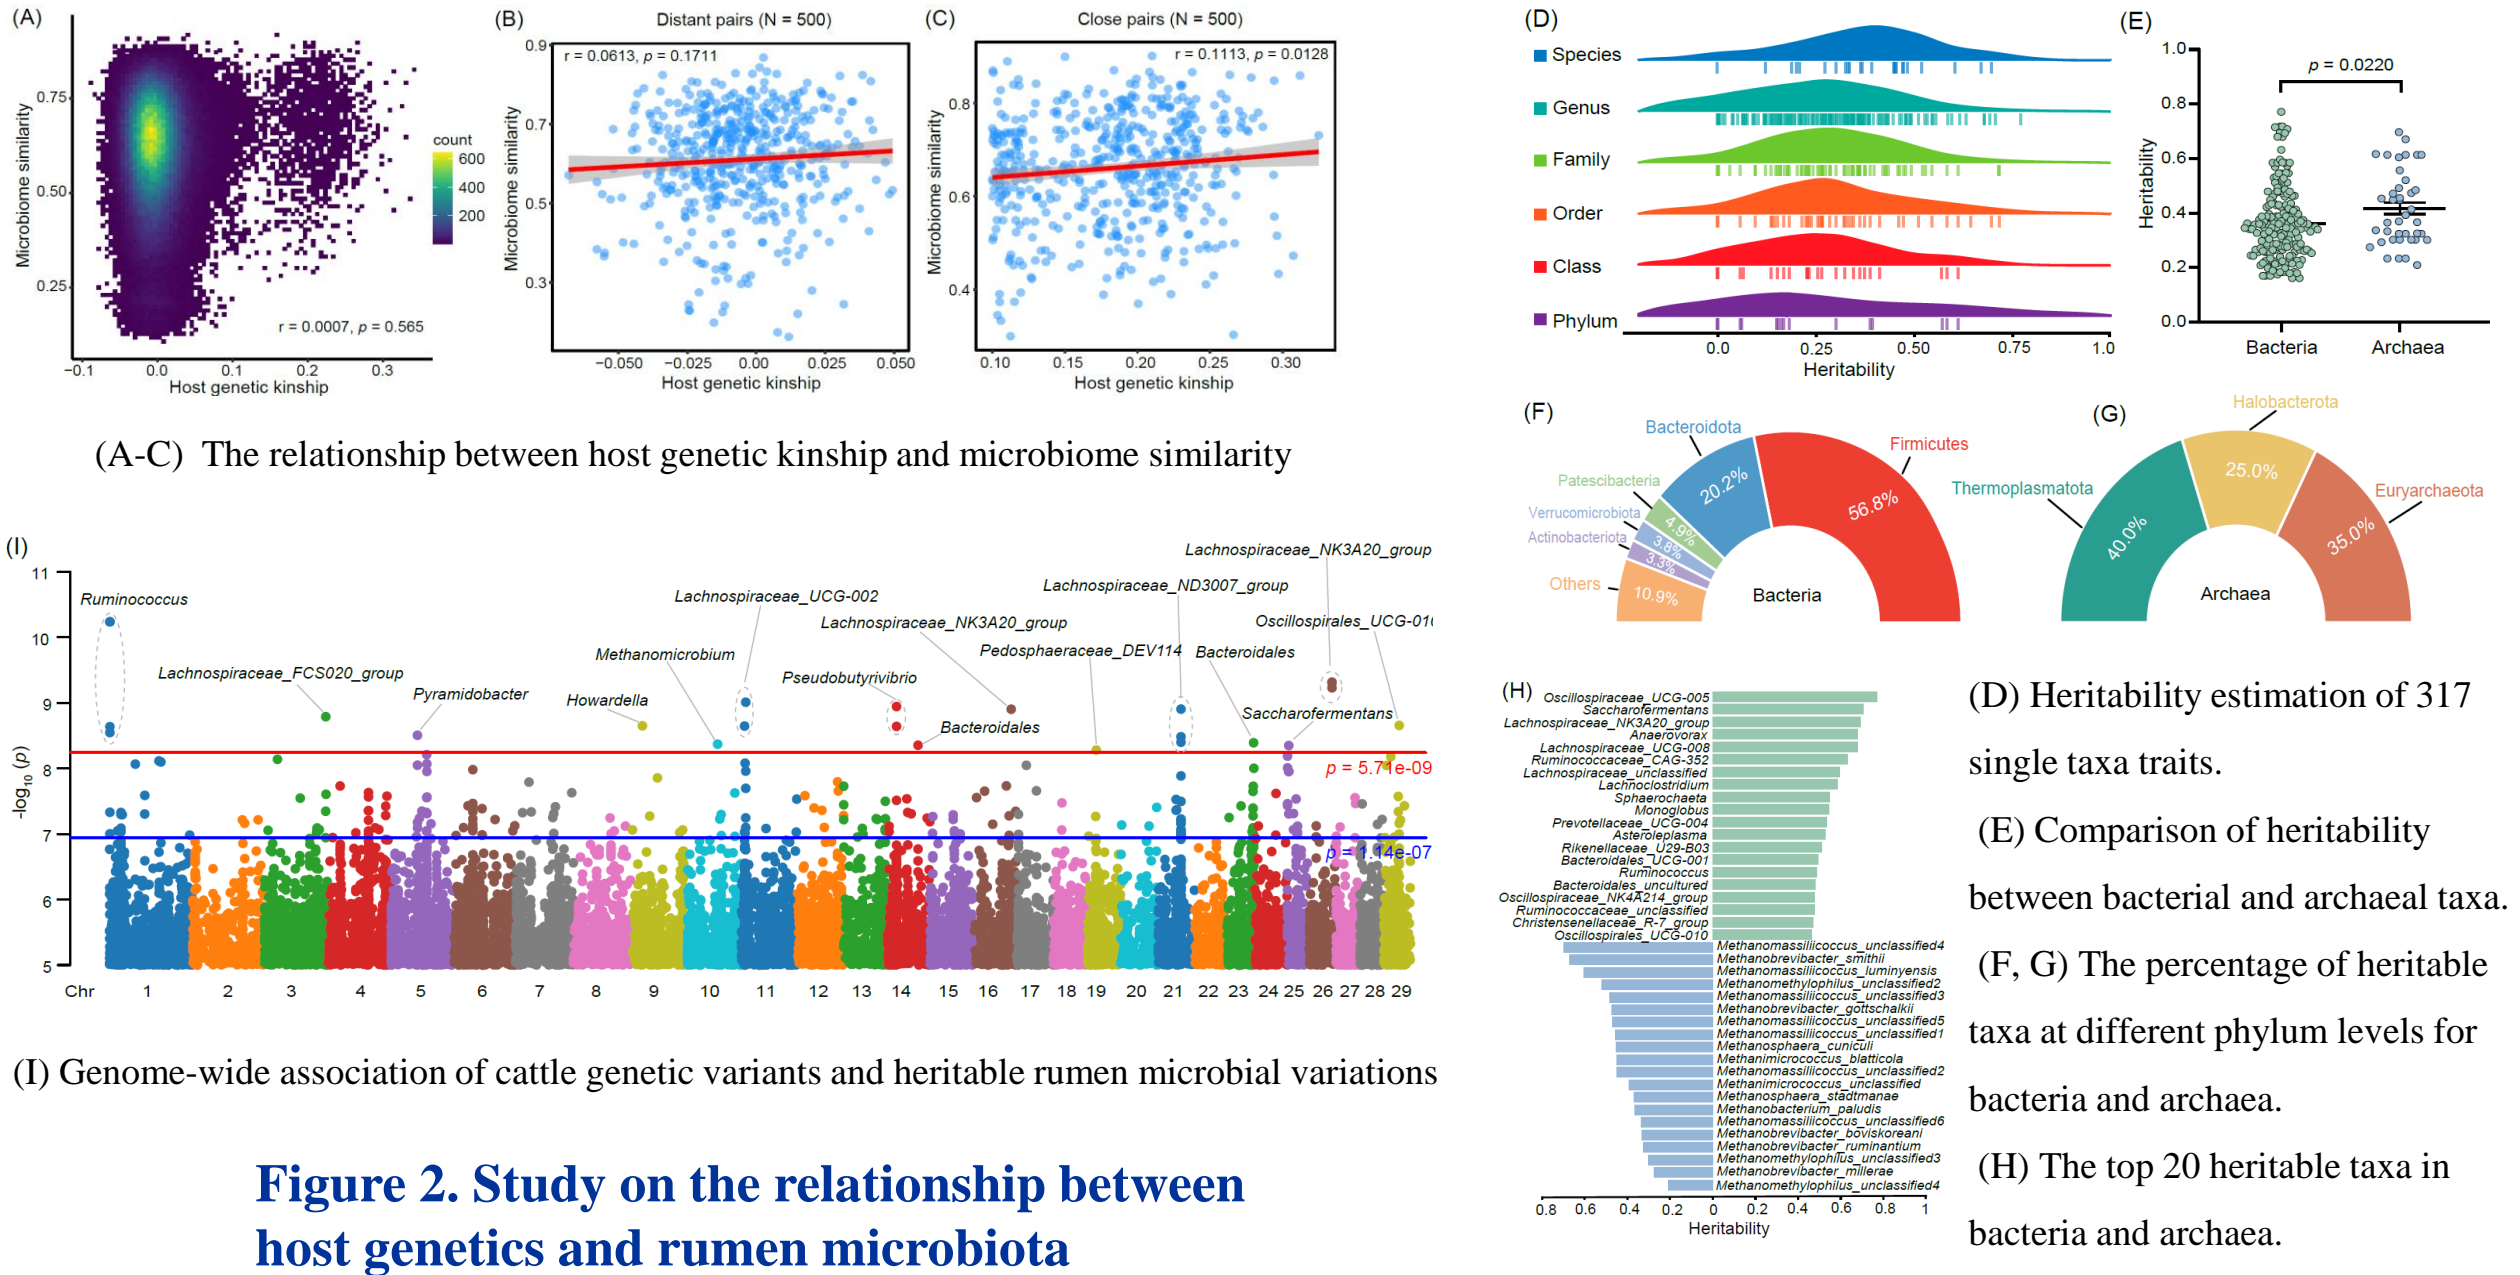 (A)
0.75
0.50
0.25
Microbiome similarity
count
600
400
200
r = 0.0007, p = 0.565
−0.1
0.0
0.1
0.2
0.3
Host genetic kinship
(B)
Distant pairs (N = 500)
r = 0.0613, p = 0.1711
0.9
0.7
0.5
0.3
Microbiome similarity
−0.050
−0.025
0.00
0.025
0.050
Host genetic kinship
(C)
Close pairs (N = 500)
r = 0.1113, p = 0.0128
0.8
0.6
0.4
Microbiome similarity
0.10
0.15
0.20
0.25
0.30
Host genetic kinship
(A-C) The relationship between host genetic kinship and microbiome similarity
(D)
Species
Genus
Family
Order
Class
Phylum
0.0
0.25
0.50
0.75
1.0
Heritability
(E)
1.0
0.8
0.6
0.4
0.2
0.0
Heritability
p = 0.0220
Bacteria
Archaea
(F)
Bacteroidota
Firmicutes
Patescibacteria
Verrucomicrobiota
Actinobacteriota
Others
20.2%
56.8%
4.9%
3.8%
3.3%
10.9%
Bacteria
(G)
Halobacterota
Thermoplasmatota
Euryarchaeota
25.0%
40.0%
35.0%
Archaea
(I)
11
10
9
8
7
6
5
-log10 (p)
Ruminococcus
Lachnospiraceae_FCS020_group
Pyramidobacter
Howardella
Methanomicrobium
Lachnospiraceae_UCG-002
Lachnospiraceae_NK3A20_group
Pseudobutyrivibrio
Bacteroidales
Pedosphaeraceae_DEV114
Lachnospiraceae_ND3007_group
Bacteroidales
Lachnospiraceae_NK3A20_group
Oscillospirales_UCG-010
Saccharofermentans
p = 5.71e-09
p = 1.14e-07
Chr 1 2 3 4 5 6 7 8 9 10 11 12 13 14 15 16 17 18 19 20 21 22 23 24 25 26 27 28 29
(I) Genome-wide association of cattle genetic variants and heritable rumen microbial variations
(H)
Oscillospiraceae_UCG-005
Saccharofermentans
Lachnospiraceae_NK3A20_group
Anaerovorax
Lachnospiraceae_UCG-008
Ruminococcaceae_CAG-352
Lachnospiraceae_unclassified
Lachnoclostridium
Sphaerochaeta
Monoglobus
Prevotellaceae_UCG-004
Asteroleplasma
Rikenellaceae_U29-B03
Bacteroidales_UCG-001
Ruminococcus
Bacteroidales_uncultured
Oscillospiraceae_NK4A214_group
Ruminococcaceae_unclassified
Christensenellaceae_R-7_group
Oscillospirales_UCG-010
Methanomassiliicoccus_unclassified4
Methanobrevibacter_smithii
Methanomassiliicoccus_luminyensis
Methanomethylophilus_unclassified2
Methanomassiliicoccus_unclassified3
Methanobrevibacter_gottschalkii
Methanomassiliicoccus_unclassified5
Methanomassiliicoccus_unclassified1
Methanosphaera_cuniculi
Methanimicrococcus_blatticola
Methanomassiliicoccus_unclassified2
Methanimicrococcus_unclassified
Methanosphaera_stadtmanae
Methanobacterium_paludis
Methanomassiliicoccus_unclassified6
Methanobrevibacter_boviskoreani
Methanobrevibacter_ruminantium
Methanomethylophilus_unclassified3
Methanobrevibacter_millerae
Methanomethylophilus_unclassified4
0.8 0.6 0.4 0.2 0 0.2 0.4 0.6 0.8 1
Heritability
(D) Heritability estimation of 317
single taxa traits.
(E) Comparison of heritability
between bacterial and archaeal taxa.
(F, G) The percentage of heritable
taxa at different phylum levels for
bacteria and archaea.
(H) The top 20 heritable taxa in
bacteria and archaea.
Figure 2. Study on the relationship between
host genetics and rumen microbiota